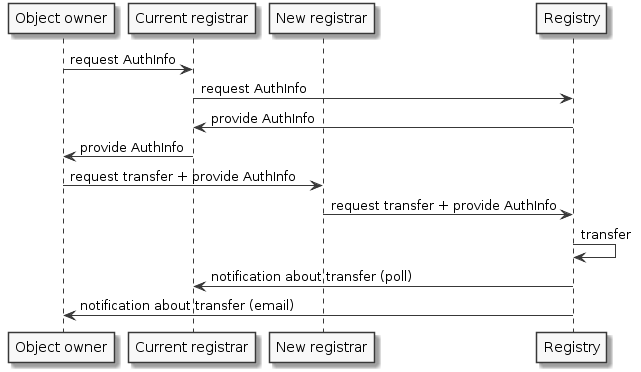 Object owner
Current registrar
New registrar
Registry
request AuthInfo
request AuthInfo
provide AuthInfo
provide AuthInfo
request transfer + provide AuthInfo
request transfer + provide AuthInfo
transfer
notification about transfer (poll)
notification about transfer (email)
Object owner
Current registrar
New registrar
Registry